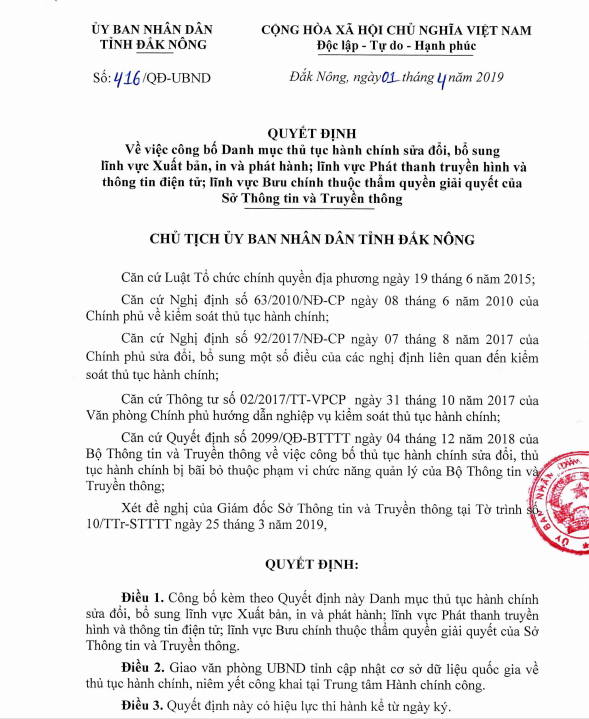 ỦY BAN NHÂN DÂN
TỈNH ĐẮK NÔNG
CỘNG HÒA XÃ HỘI CHỦ NGHĨA VIỆT NAM
Độc lập - Tự do - Hạnh phúc
Số: 416/QĐ-UBND
Đắk Nông, ngày 01 tháng 4 năm 2019
QUYẾT ĐỊNH
Về việc công bố Danh mục thủ tục hành chính sửa đổi, bổ sung
lĩnh vực Xuất bản, in và phát hành; lĩnh vực Phát thanh truyền hình và
thông tin điện tử; lĩnh vực Bưu chính thuộc thẩm quyền giải quyết của
Sở Thông tin và Truyền thông
CHỦ TỊCH ỦY BAN NHÂN DÂN TỈNH ĐẮK NÔNG
Căn cứ Luật Tổ chức chính quyền địa phương ngày 19 tháng 6 năm 2015;
Căn cứ Nghị định số 63/2010/NĐ-CP ngày 08 tháng 6 năm 2010 của
Chính phủ về kiểm soát thủ tục hành chính;
Căn cứ Nghị định số 92/2017/NĐ-CP ngày 07 tháng 8 năm 2017 của
Chính phủ sửa đổi, bổ sung một số điều của các nghị định liên quan đến kiểm
soát thủ tục hành chính;
Căn cứ Thông tư số 02/2017/TT-VPCP ngày 31 tháng 10 năm 2017 của
Văn phòng Chính phủ hướng dẫn nghiệp vụ kiểm soát thủ tục hành chính;
Căn cứ Quyết định số 2099/QĐ-BTTTT ngày 04 tháng 12 năm 2018 của
Bộ Thông tin và Truyền thông về việc công bố thủ tục hành chính sửa đổi, thủ
tục hành chính bị bãi bỏ thuộc phạm vi chức năng quản lý của Bộ Thông tin và
Truyền thông;
Xét đề nghị của Giám đốc Sở Thông tin và Truyền thông tại Tờ trình số
10/TTr-STTTT ngày 25 tháng 3 năm 2019,
ỦY BAN NHÂN DÂN
QUYẾT ĐỊNH:
Điều 1. Công bố kèm theo Quyết định này Danh mục thủ tục hành chính
sửa đổi, bổ sung lĩnh vực Xuất bản, in và phát hành; lĩnh vực Phát thanh truyền
hình và thông tin điện tử; lĩnh vực Bưu chính thuộc thẩm quyền giải quyết của Sở
Thông tin và Truyền thông.
Điều 2. Giao văn phòng UBND tỉnh cập nhật cơ sở dữ liệu quốc gia về
thủ tục hành chính, niêm yết công khai tại Trung tâm Hành chính công.
Điều 3. Quyết định này có hiệu lực thi hành kể từ ngày ký.